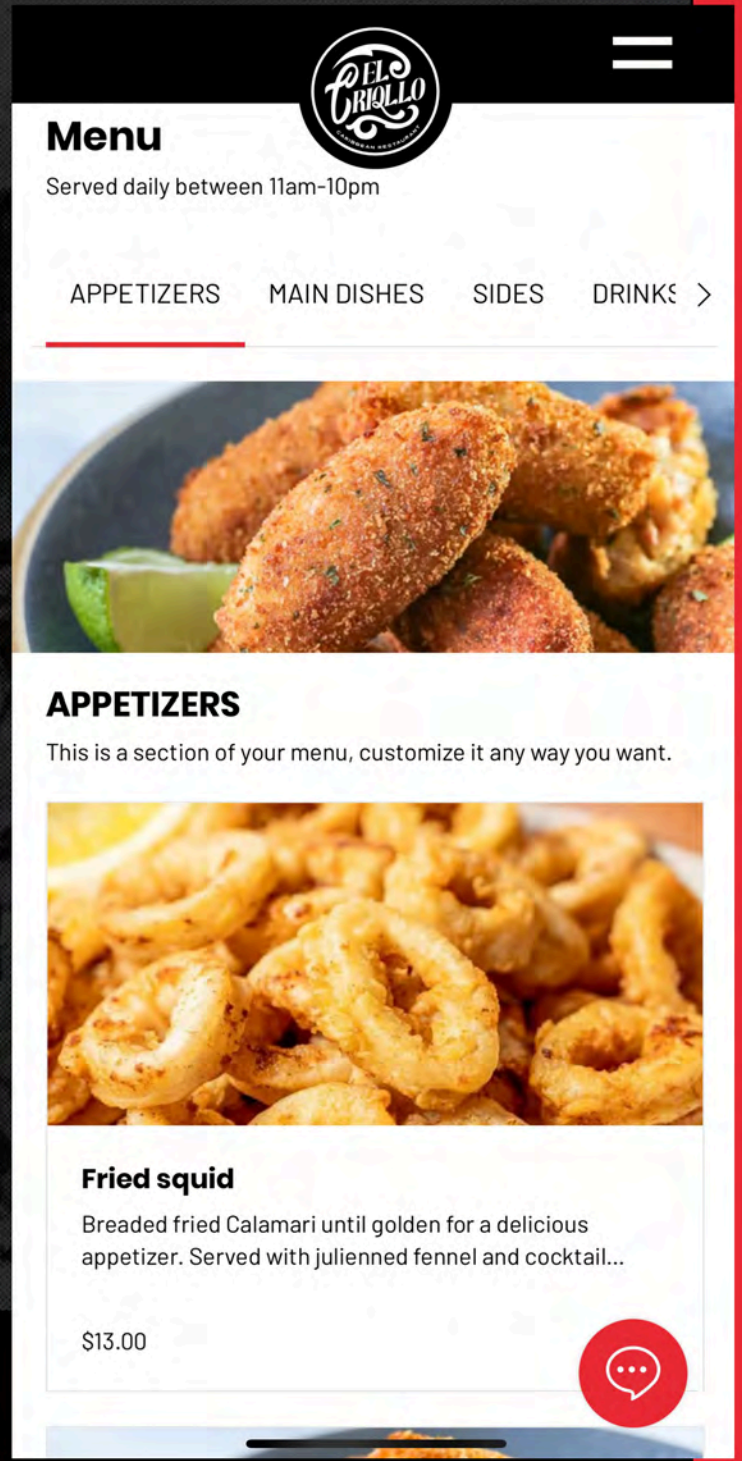 EL
CRIOLLO
CARIBBEAN RESTAURANT
Menu
Served daily between 11am-10pm
APPETIZERS MAIN DISHES SIDES DRINKS
APPETIZERS
This is a section of your menu, customize it any way you want.
Fried squid
Breaded fried Calamari until golden for a delicious
appetizer. Served with julienned fennel and cocktail...
$13.00